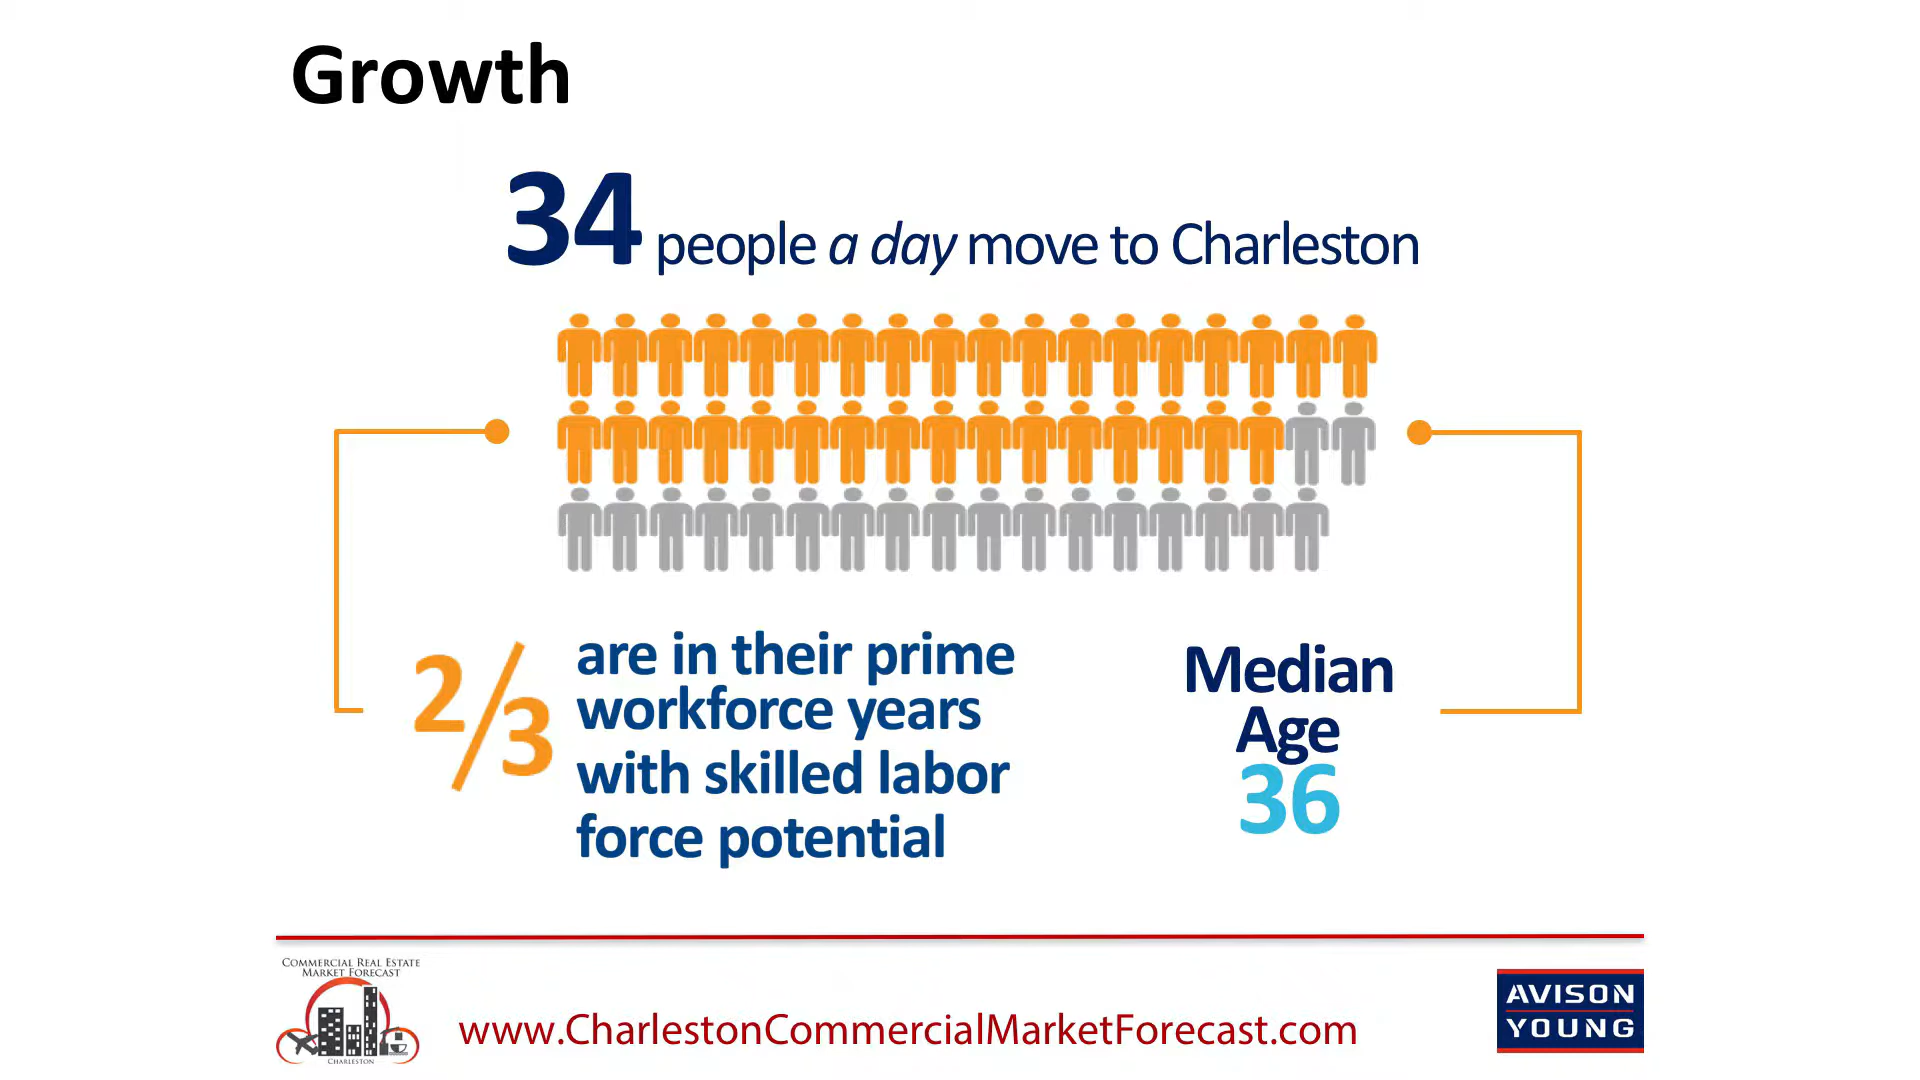 Growth
34 people a day move to Charleston
2/3
are in their prime
workforce years
with skilled labor
force potential
Median
Age
36
COMMERCIAL REAL ESTATE
MARKET FORECAST
CHARLESTON
www.CharlestonCommercialMarketForecast.com
AVISON
YOUNG